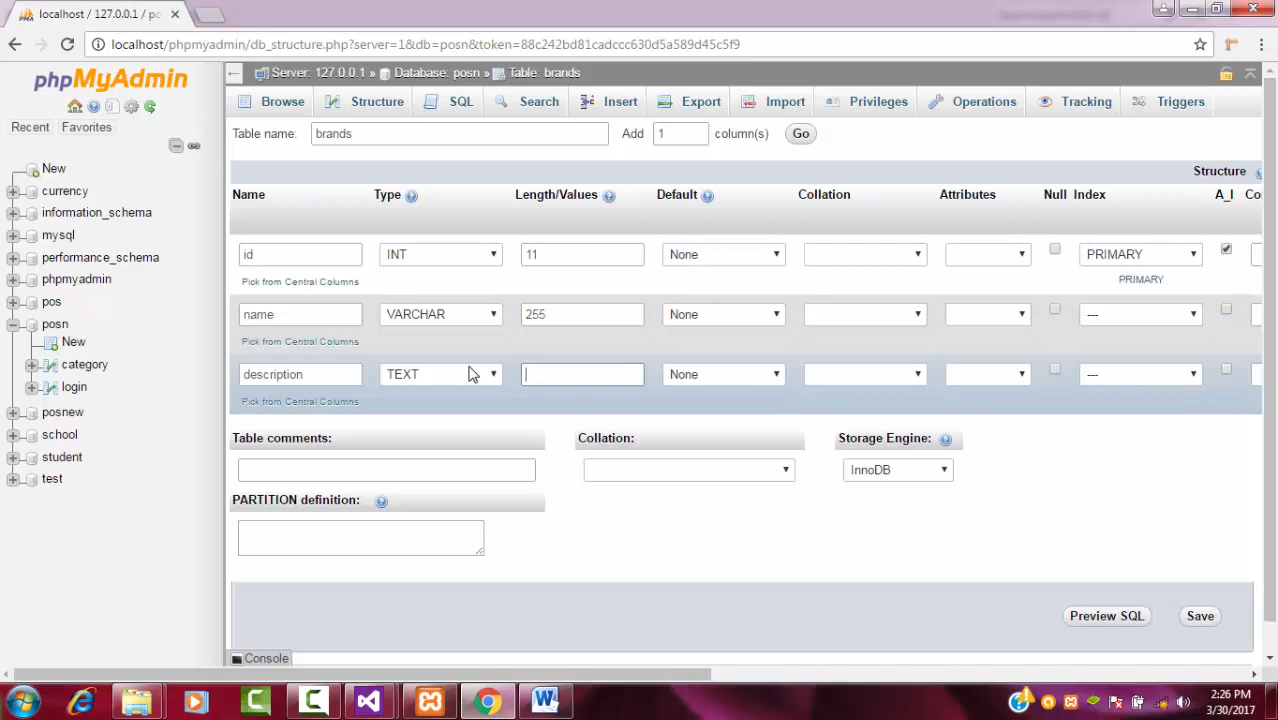 localhost / 127.0.0.1 / po
localhost/phpmyadmin/db_structure.php?server=1&db=posn&token=88c242bd81cadccc630d5a589d45c5f9
phpMyAdmin
Recent Favorites
New
currency
information_schema
mysql
performance_schema
phpmyadmin
pos
posn
New
category
login
posnew
school
student
test
Server: 127.0.0.1 » Database: posn » Table: brands
Browse Structure SQL Search Insert Export Import Privileges Operations Tracking Triggers
Table name: brands Add 1 column(s) Go
Structure
Name Type Length/Values Default Collation Attributes Null Index A_I Co
id INT 11 None PRIMARY
Pick from Central Columns PRIMARY
name VARCHAR 255 None ---
Pick from Central Columns
description TEXT None ---
Pick from Central Columns
Table comments: Collation: Storage Engine:
InnoDB
PARTITION definition:
Preview SQL Save
Console
2:26 PM
3/30/2017